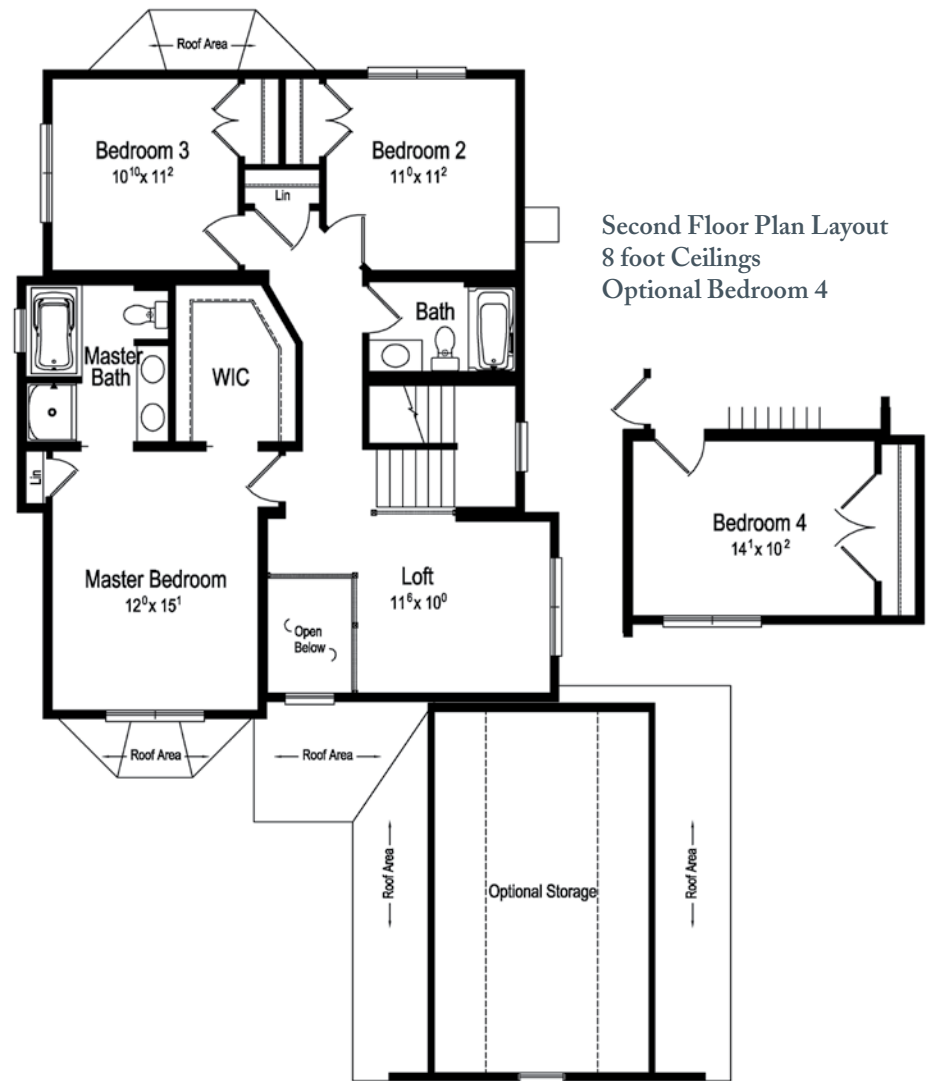 Roof Area
Bedroom 3
10¹⁰x 11²
Bedroom 2
11⁰x 11²
Lin
Second Floor Plan Layout
8 foot Ceilings
Optional Bedroom 4
Bath
Master
Bath
WIC
Lin
Bedroom 4
14¹x 10²
Master Bedroom
12⁰x 15¹
Loft
11⁶x 10⁰
Open
Below
Roof Area
Roof Area
Roof Area
Optional Storage
Roof Area